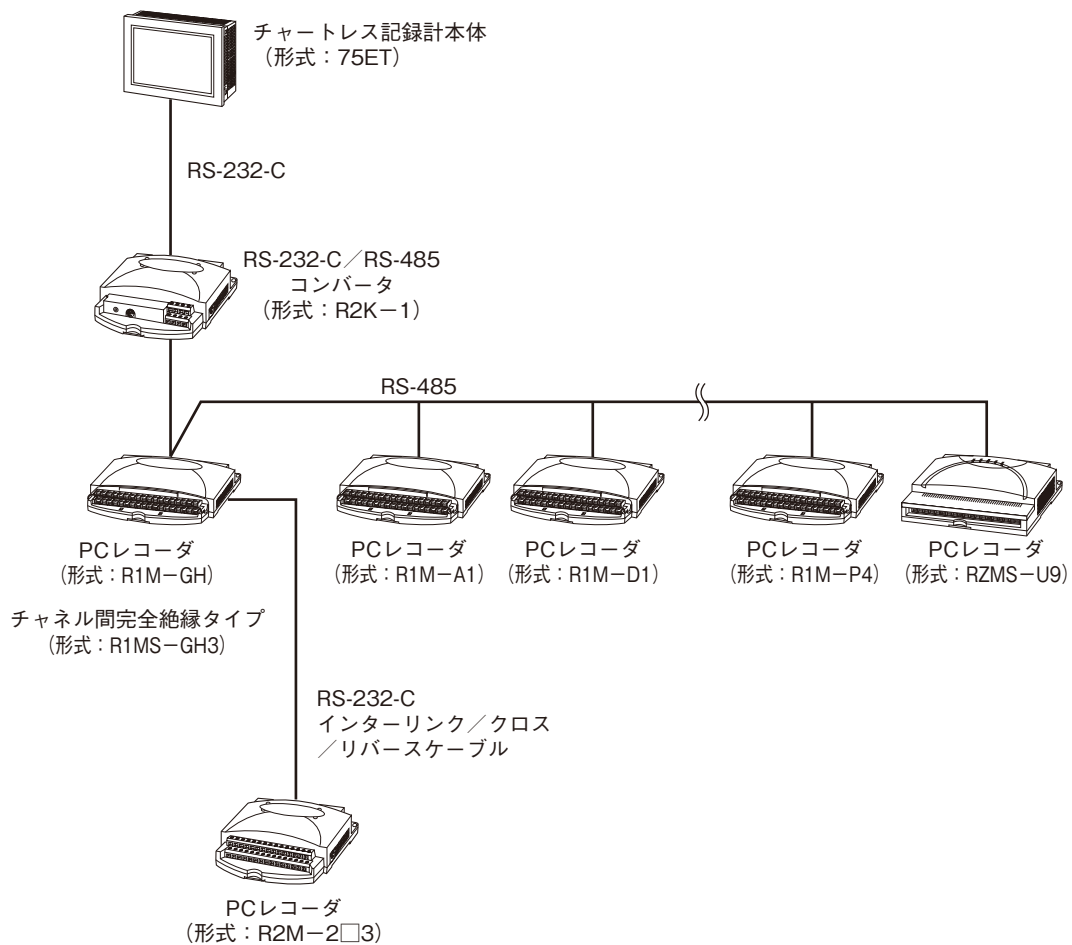 チャートレス記録計本体
（形式：75ET）
RS-232-C
RS-232-C／RS-485
コンバータ
（形式：R2K－1）
RS-485
PCレコーダ
（形式：R1M－GH）
PCレコーダ
（形式：R1M－A1）
PCレコーダ
（形式：R1M－D1）
PCレコーダ
（形式：R1M－P4）
PCレコーダ
（形式：RZMS－U9）
チャネル間完全絶縁タイプ
（形式：R1MS－GH3）
RS-232-C
インターリンク／クロス
／リバースケーブル
PCレコーダ
（形式：R2M－2□3）